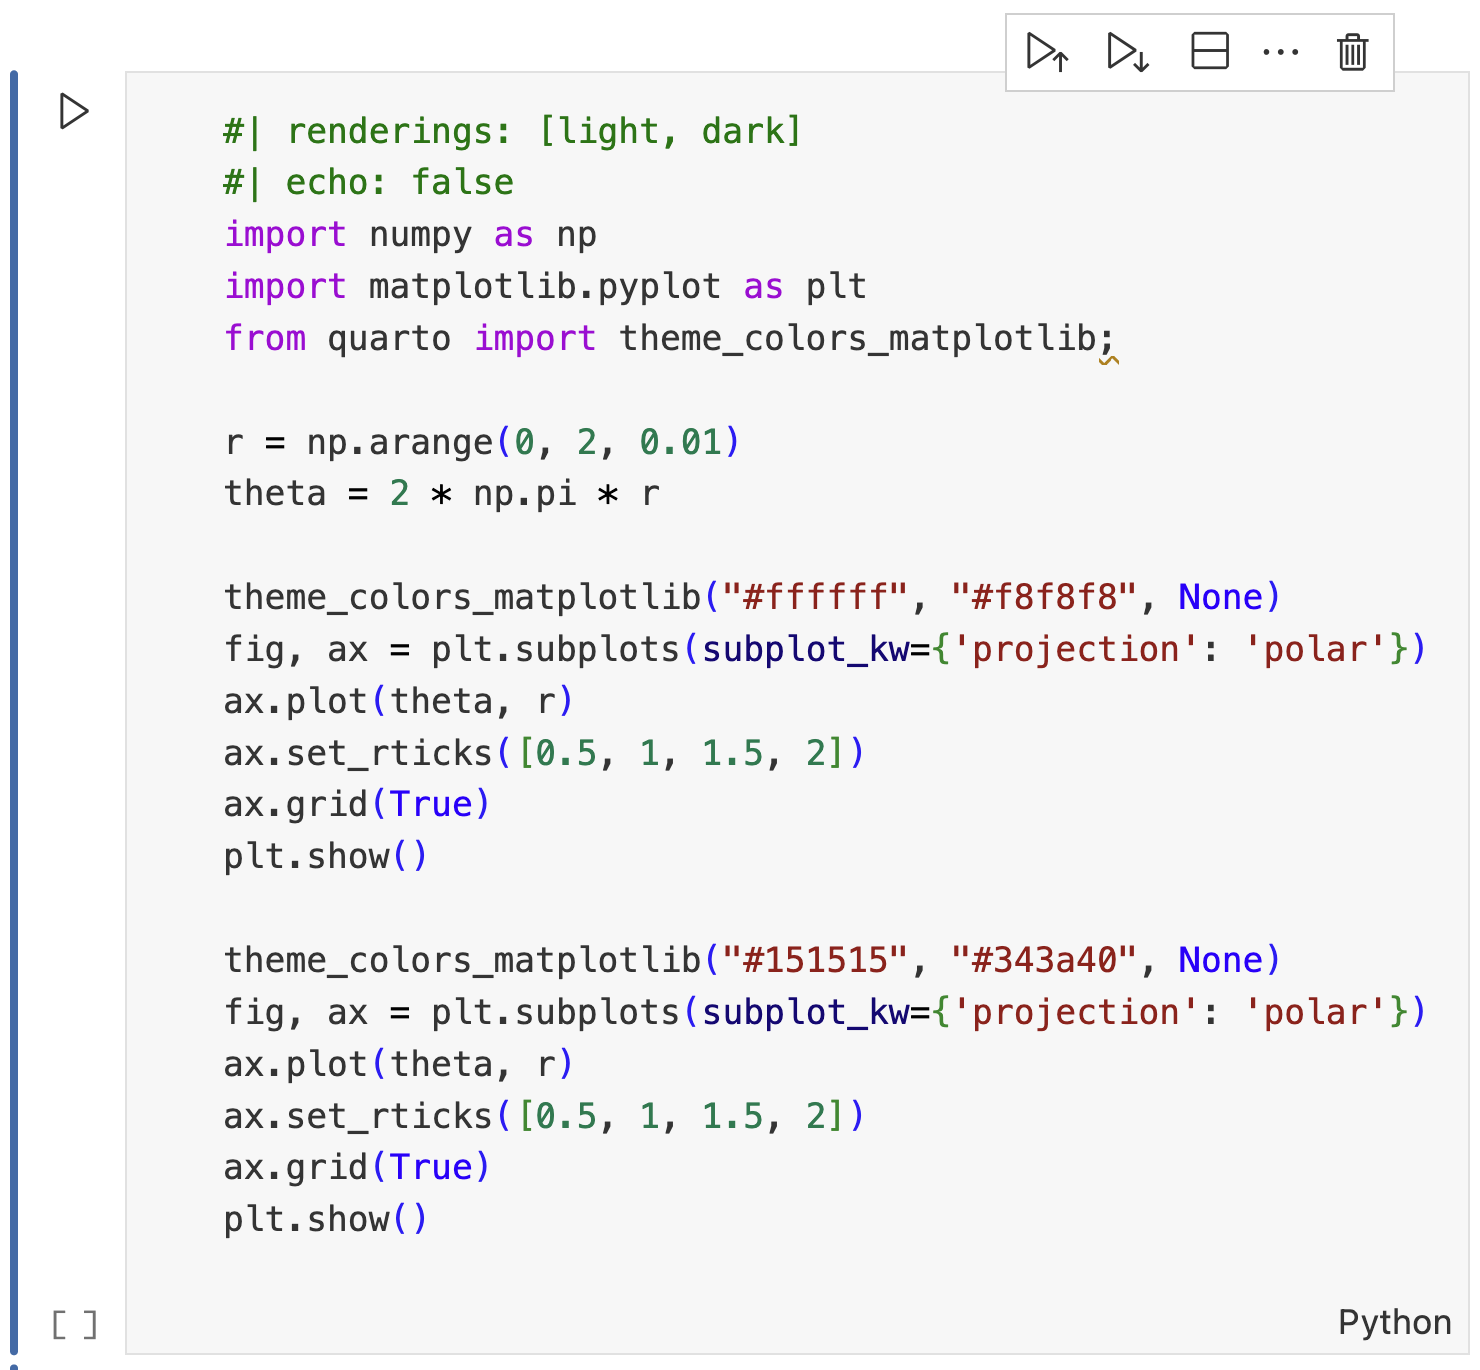 #| renderings: [light, dark]
#| echo: false
import numpy as np
import matplotlib.pyplot as plt
from quarto import theme_colors_matplotlib;
r = np.arange(0, 2, 0.01)
theta = 2 * np.pi * r
theme_colors_matplotlib("#ffffff", "#f8f8f8", None)
fig, ax = plt.subplots(subplot_kw={'projection': 'polar'})
ax.plot(theta, r)
ax.set_rticks([0.5, 1, 1.5, 2])
ax.grid(True)
plt.show()
theme_colors_matplotlib("#151515", "#343a40", None)
fig, ax = plt.subplots(subplot_kw={'projection': 'polar'})
ax.plot(theta, r)
ax.set_rticks([0.5, 1, 1.5, 2])
ax.grid(True)
plt.show()
[ ]
Python